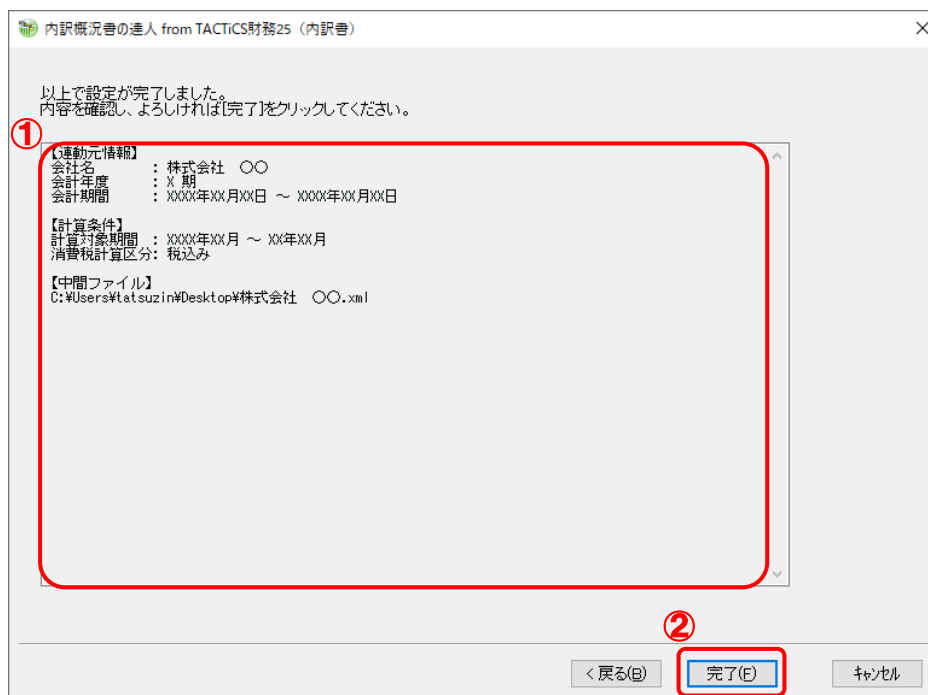 内訳概況書の達人 from TACTiCS財務25（内訳書）
以上で設定が完了しました。
内容を確認し、よろしければ[完了]をクリックしてください。
①
【連動元情報】
会社名　　　　：株式会社　○○
会計年度　　　：X 期
会計期間　　　：XXXX年XX月XX日 ～ XXXX年XX月XX日
【計算条件】
計算対象期間　：XXXX年XX月 ～ XX年XX月
消費税計算区分：税込み
【中間ファイル】
C:¥Users¥tatsuzin¥Desktop¥株式会社　○○.xml
②
< 戻る(B)　完了(F)　ｷｬﾝｾﾙ